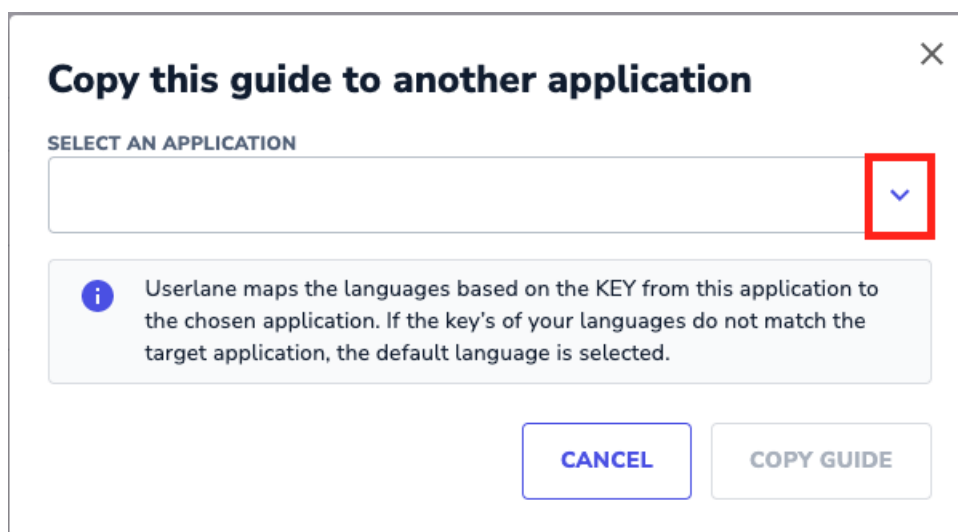 Copy this guide to another application
SELECT AN APPLICATION
Userlane maps the languages based on the KEY from this application to
the chosen application. If the key's of your languages do not match the
target application, the default language is selected.
CANCEL
COPY GUIDE